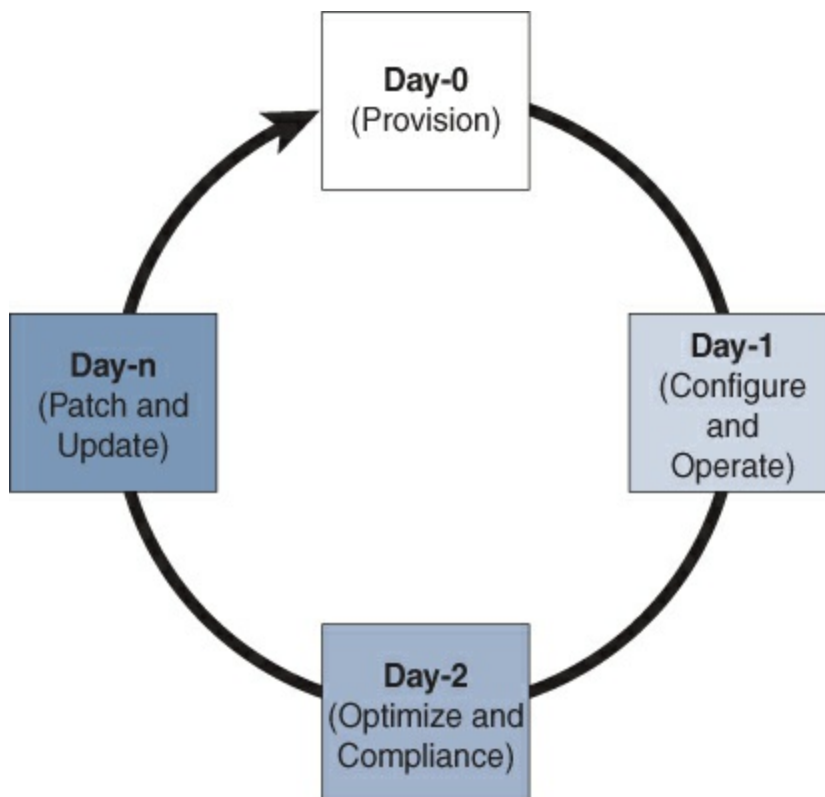 Day-0
(Provision)
Day-1
(Configure
and
Operate)
Day-2
(Optimize and
Compliance)
Day-n
(Patch and
Update)